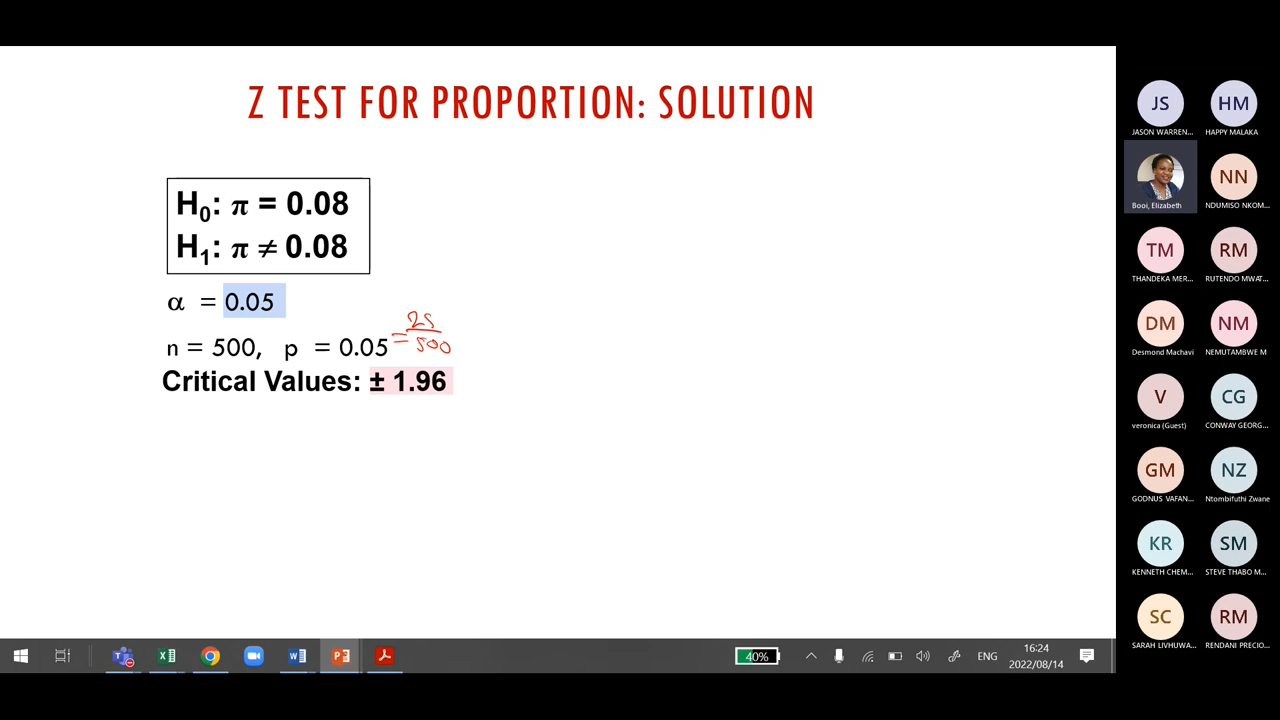 Z TEST FOR PROPORTION: SOLUTION
H0: π = 0.08
H1: π ≠ 0.08
α = 0.05
n = 500, p = 0.05 = 25/500
Critical Values: ± 1.96
JS
JASON WARREN...
HM
HAPPY MALAKA
Booi, Elizabeth
NN
NDUMISO NKOM...
TM
THANDEKA MER...
RM
RUTENDO MWAT...
DM
Desmond Machavi
NM
NEMUTAMBWE M
V
veronica (Guest)
CG
CONWAY GEORG...
GM
GODNUS VAFAN...
NZ
Ntombifuthi Zwane
KR
KENNETH CHEM...
SM
STEVE THABO M...
SC
SARAH LIVHUWA...
RM
RENDANI PRECIO...
40%
ENG
16:24
2022/08/14